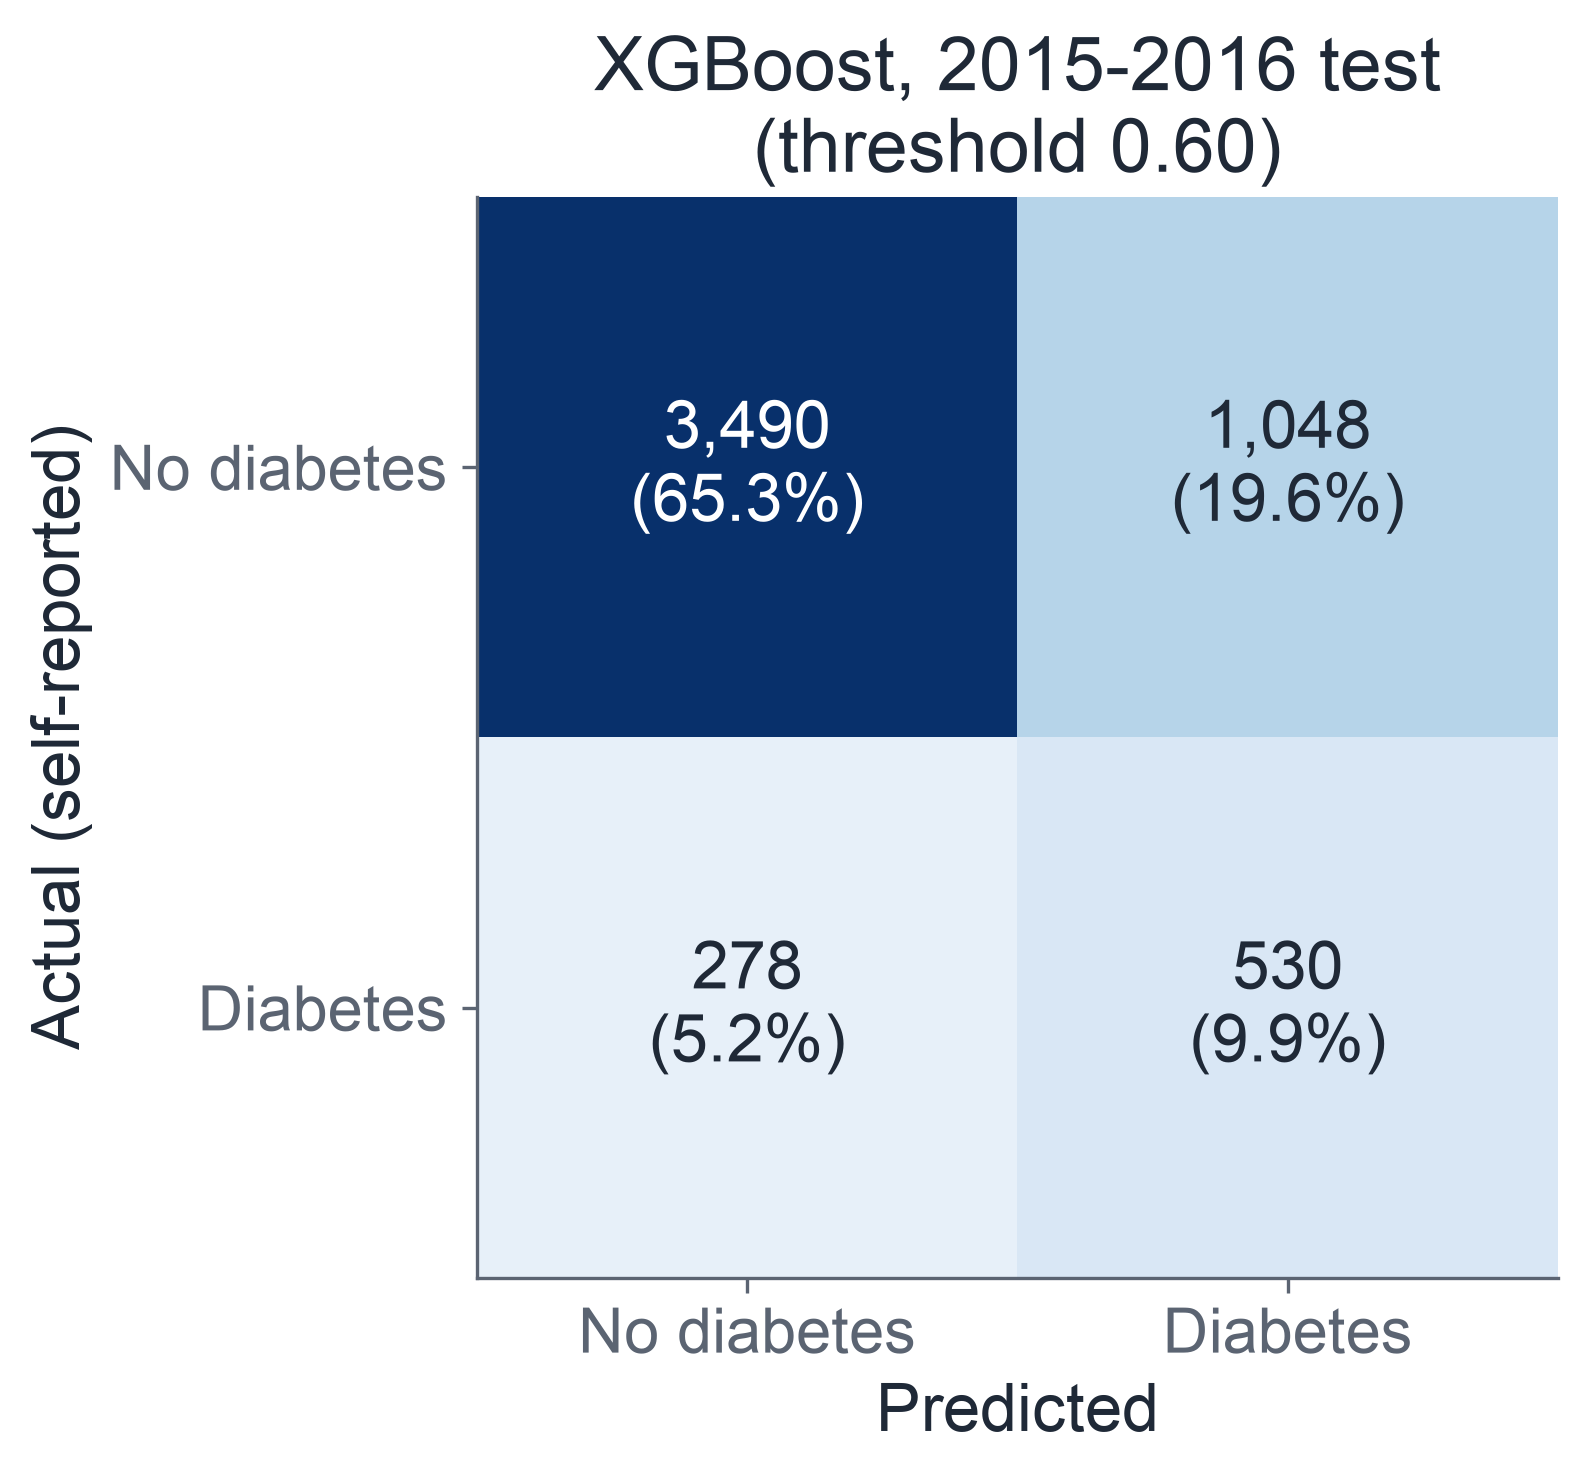 XGBoost, 2015-2016 test
(threshold 0.60)
Actual (self-reported)
No diabetes
3,490
(65.3%)
1,048
(19.6%)
Diabetes
278
(5.2%)
530
(9.9%)
No diabetes
Diabetes
Predicted